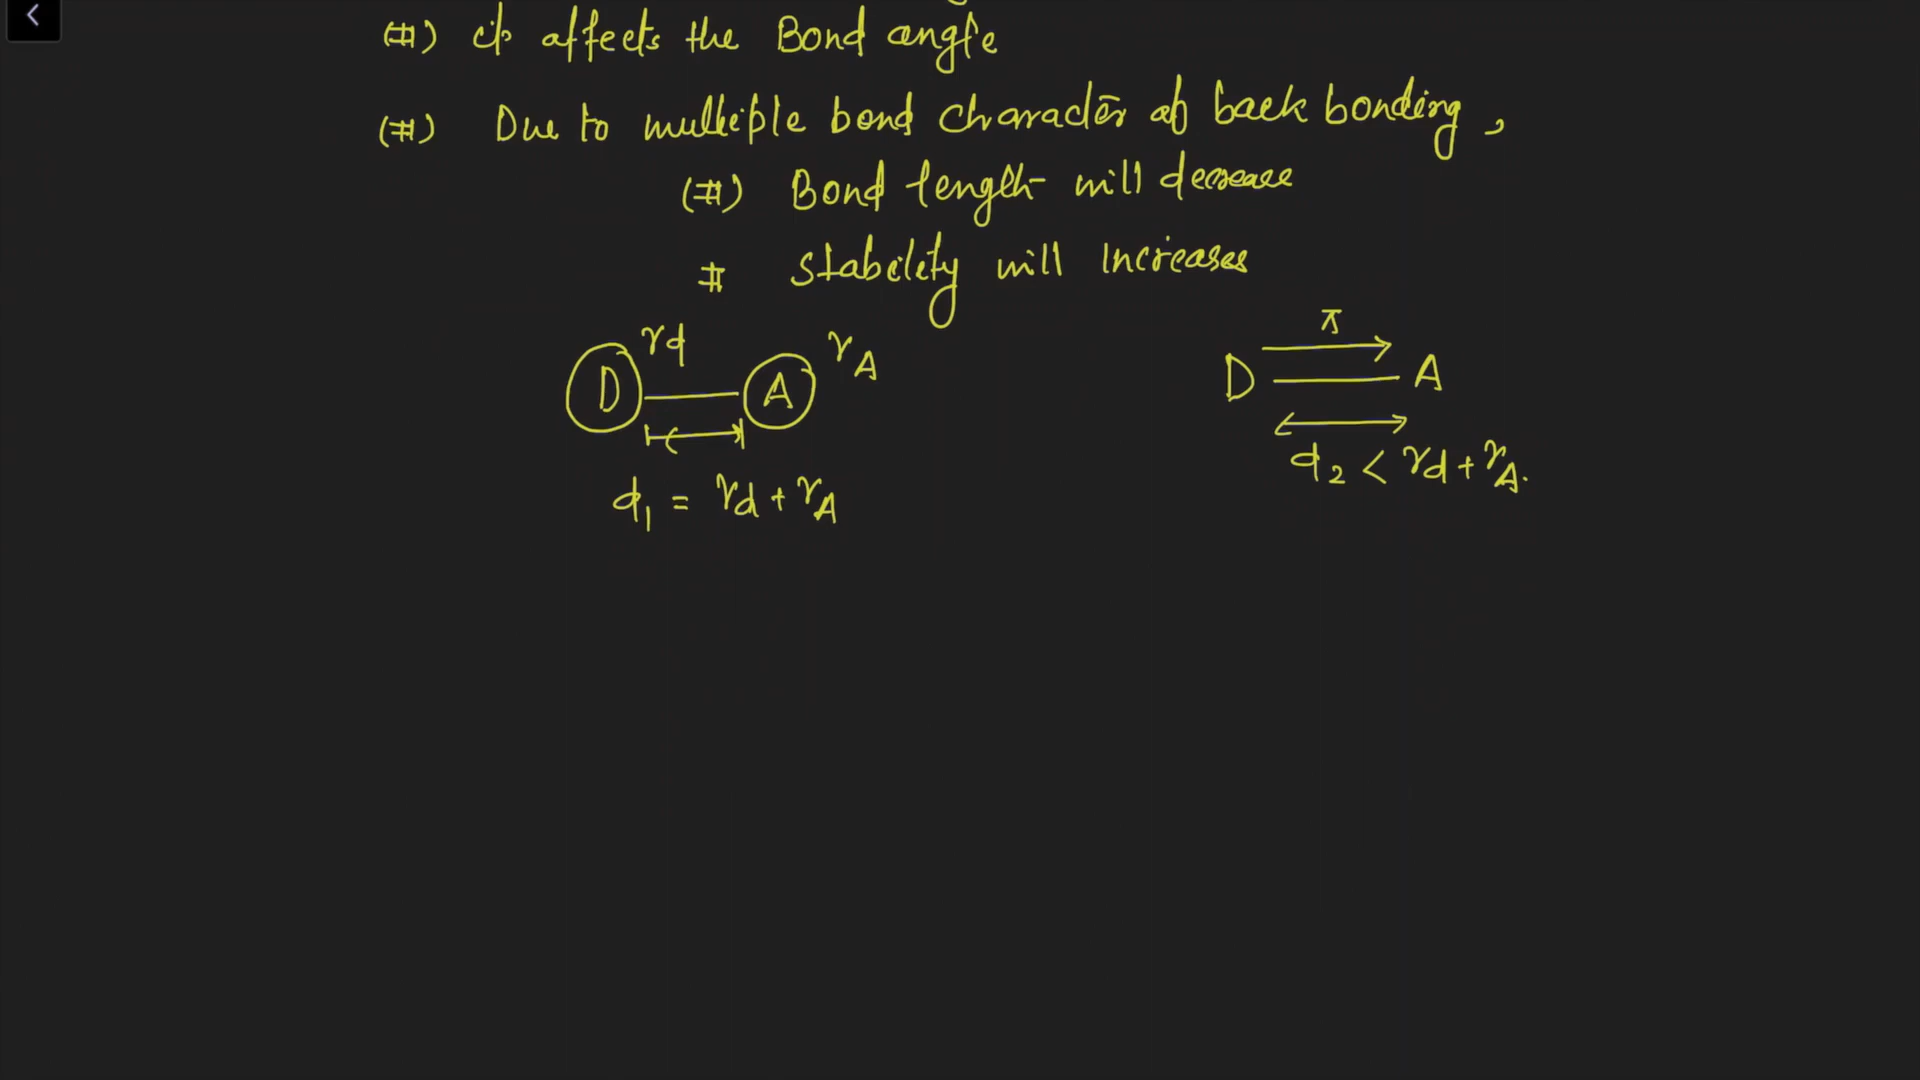 (#) it affects the Bond angle
(#) Due to multiple bond character of back bonding,
(#) Bond length will decrease
# Stability will Increases
D rd A rA
π
D A
d1 = rd + rA
d2 < rd + rA.